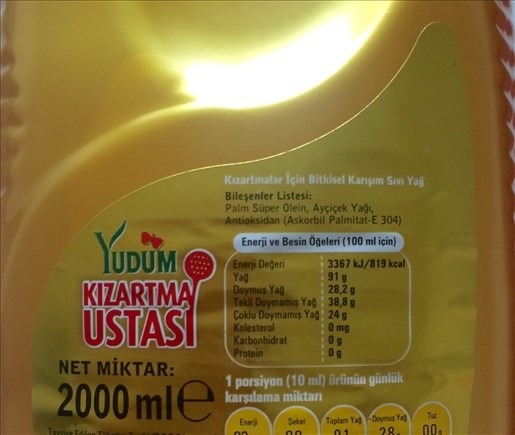 Kızartmalar İçin Bitkisel Karışım Sıvı Yağ
Bileşenler Listesi:
Palm Süper Olein, Ayçiçek Yağı,
Antioksidan (Askorbil Palmitat-E 304)
Enerji ve Besin Öğeleri (100 ml için)
Enerji Değeri 3367 kJ/819 kcal
Yağ 91 g
Doymuş Yağ 28,2 g
Tekli Doymamış Yağ 38,8 g
Çoklu Doymamış Yağ 24 g
Kolesterol 0 mg
Karbonhidrat 0 g
Protein 0 g
YUDUM
KIZARTMA
USTASI
NET MİKTAR:
2000 ml e
1 porsiyon (10 ml) ürünün günlük
karşılama miktarı
Enerji Şeker Toplam Yağ Doymuş Yağ Tuz